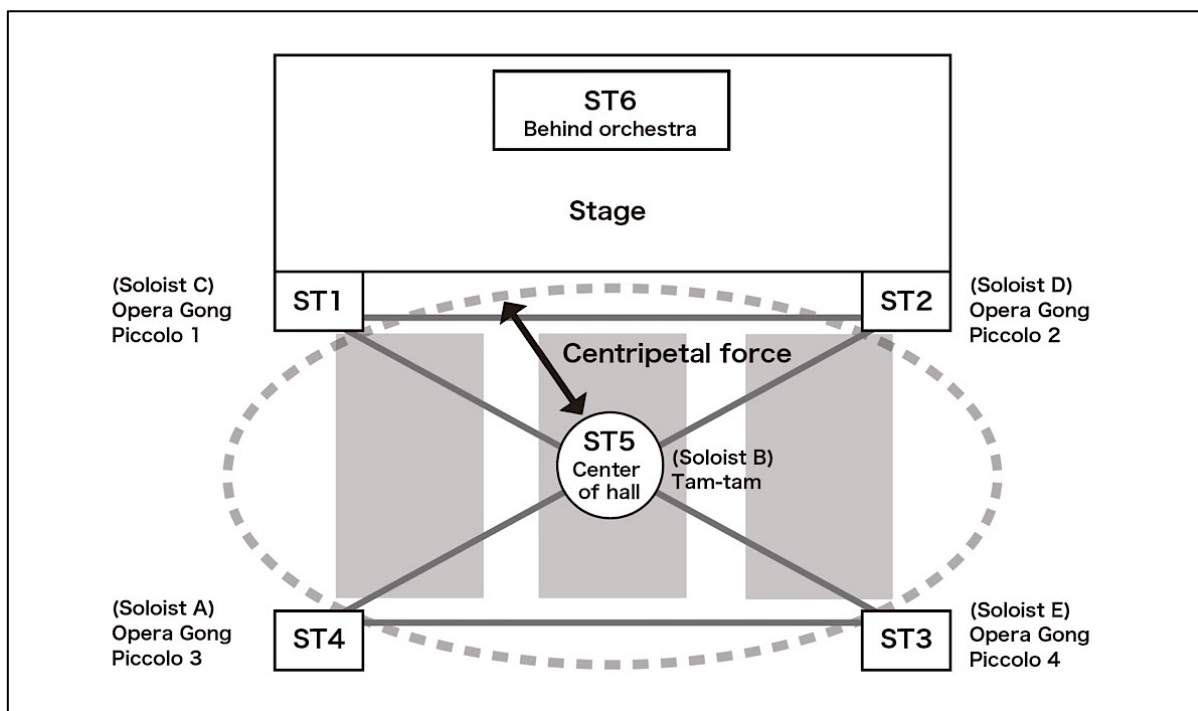 ST6
Behind orchestra
Stage
(Soloist C)
Opera Gong
Piccolo 1
ST1
ST2
(Soloist D)
Opera Gong
Piccolo 2
Centripetal force
ST5
Center
of hall
(Soloist B)
Tam-tam
(Soloist A)
Opera Gong
Piccolo 3
ST4
ST3
(Soloist E)
Opera Gong
Piccolo 4